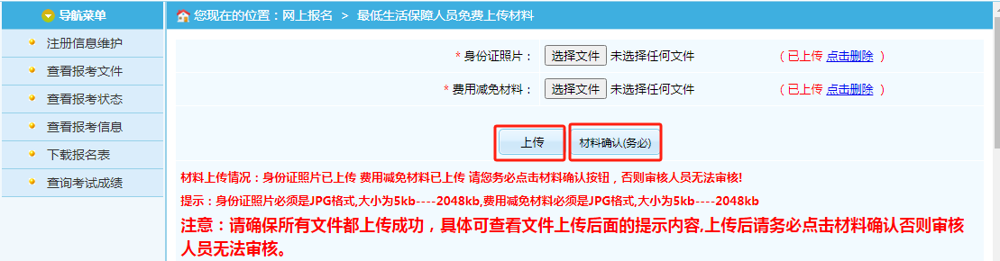 导航菜单
您现在的位置：网上报名 > 最低生活保障人员免费上传材料
注册信息维护
查看报考文件
查看报考状态
查看报考信息
下载报名表
查询考试成绩
* 身份证照片： 选择文件 未选择任何文件 （ 已上传 点击删除 ）
* 费用减免材料： 选择文件 未选择任何文件 （ 已上传 点击删除 ）
上传 材料确认(务必)
材料上传情况：身份证照片已上传 费用减免材料已上传 请您务必点击材料确认按钮，否则审核人员无法审核!
提示：身份证照片必须是JPG格式,大小为5kb----2048kb,费用减免材料必须是JPG格式,大小为5kb----2048kb
注意：请确保所有文件都上传成功，具体可查看文件上传后面的提示内容,上传后请务必点击材料确认否则审核
人员无法审核。